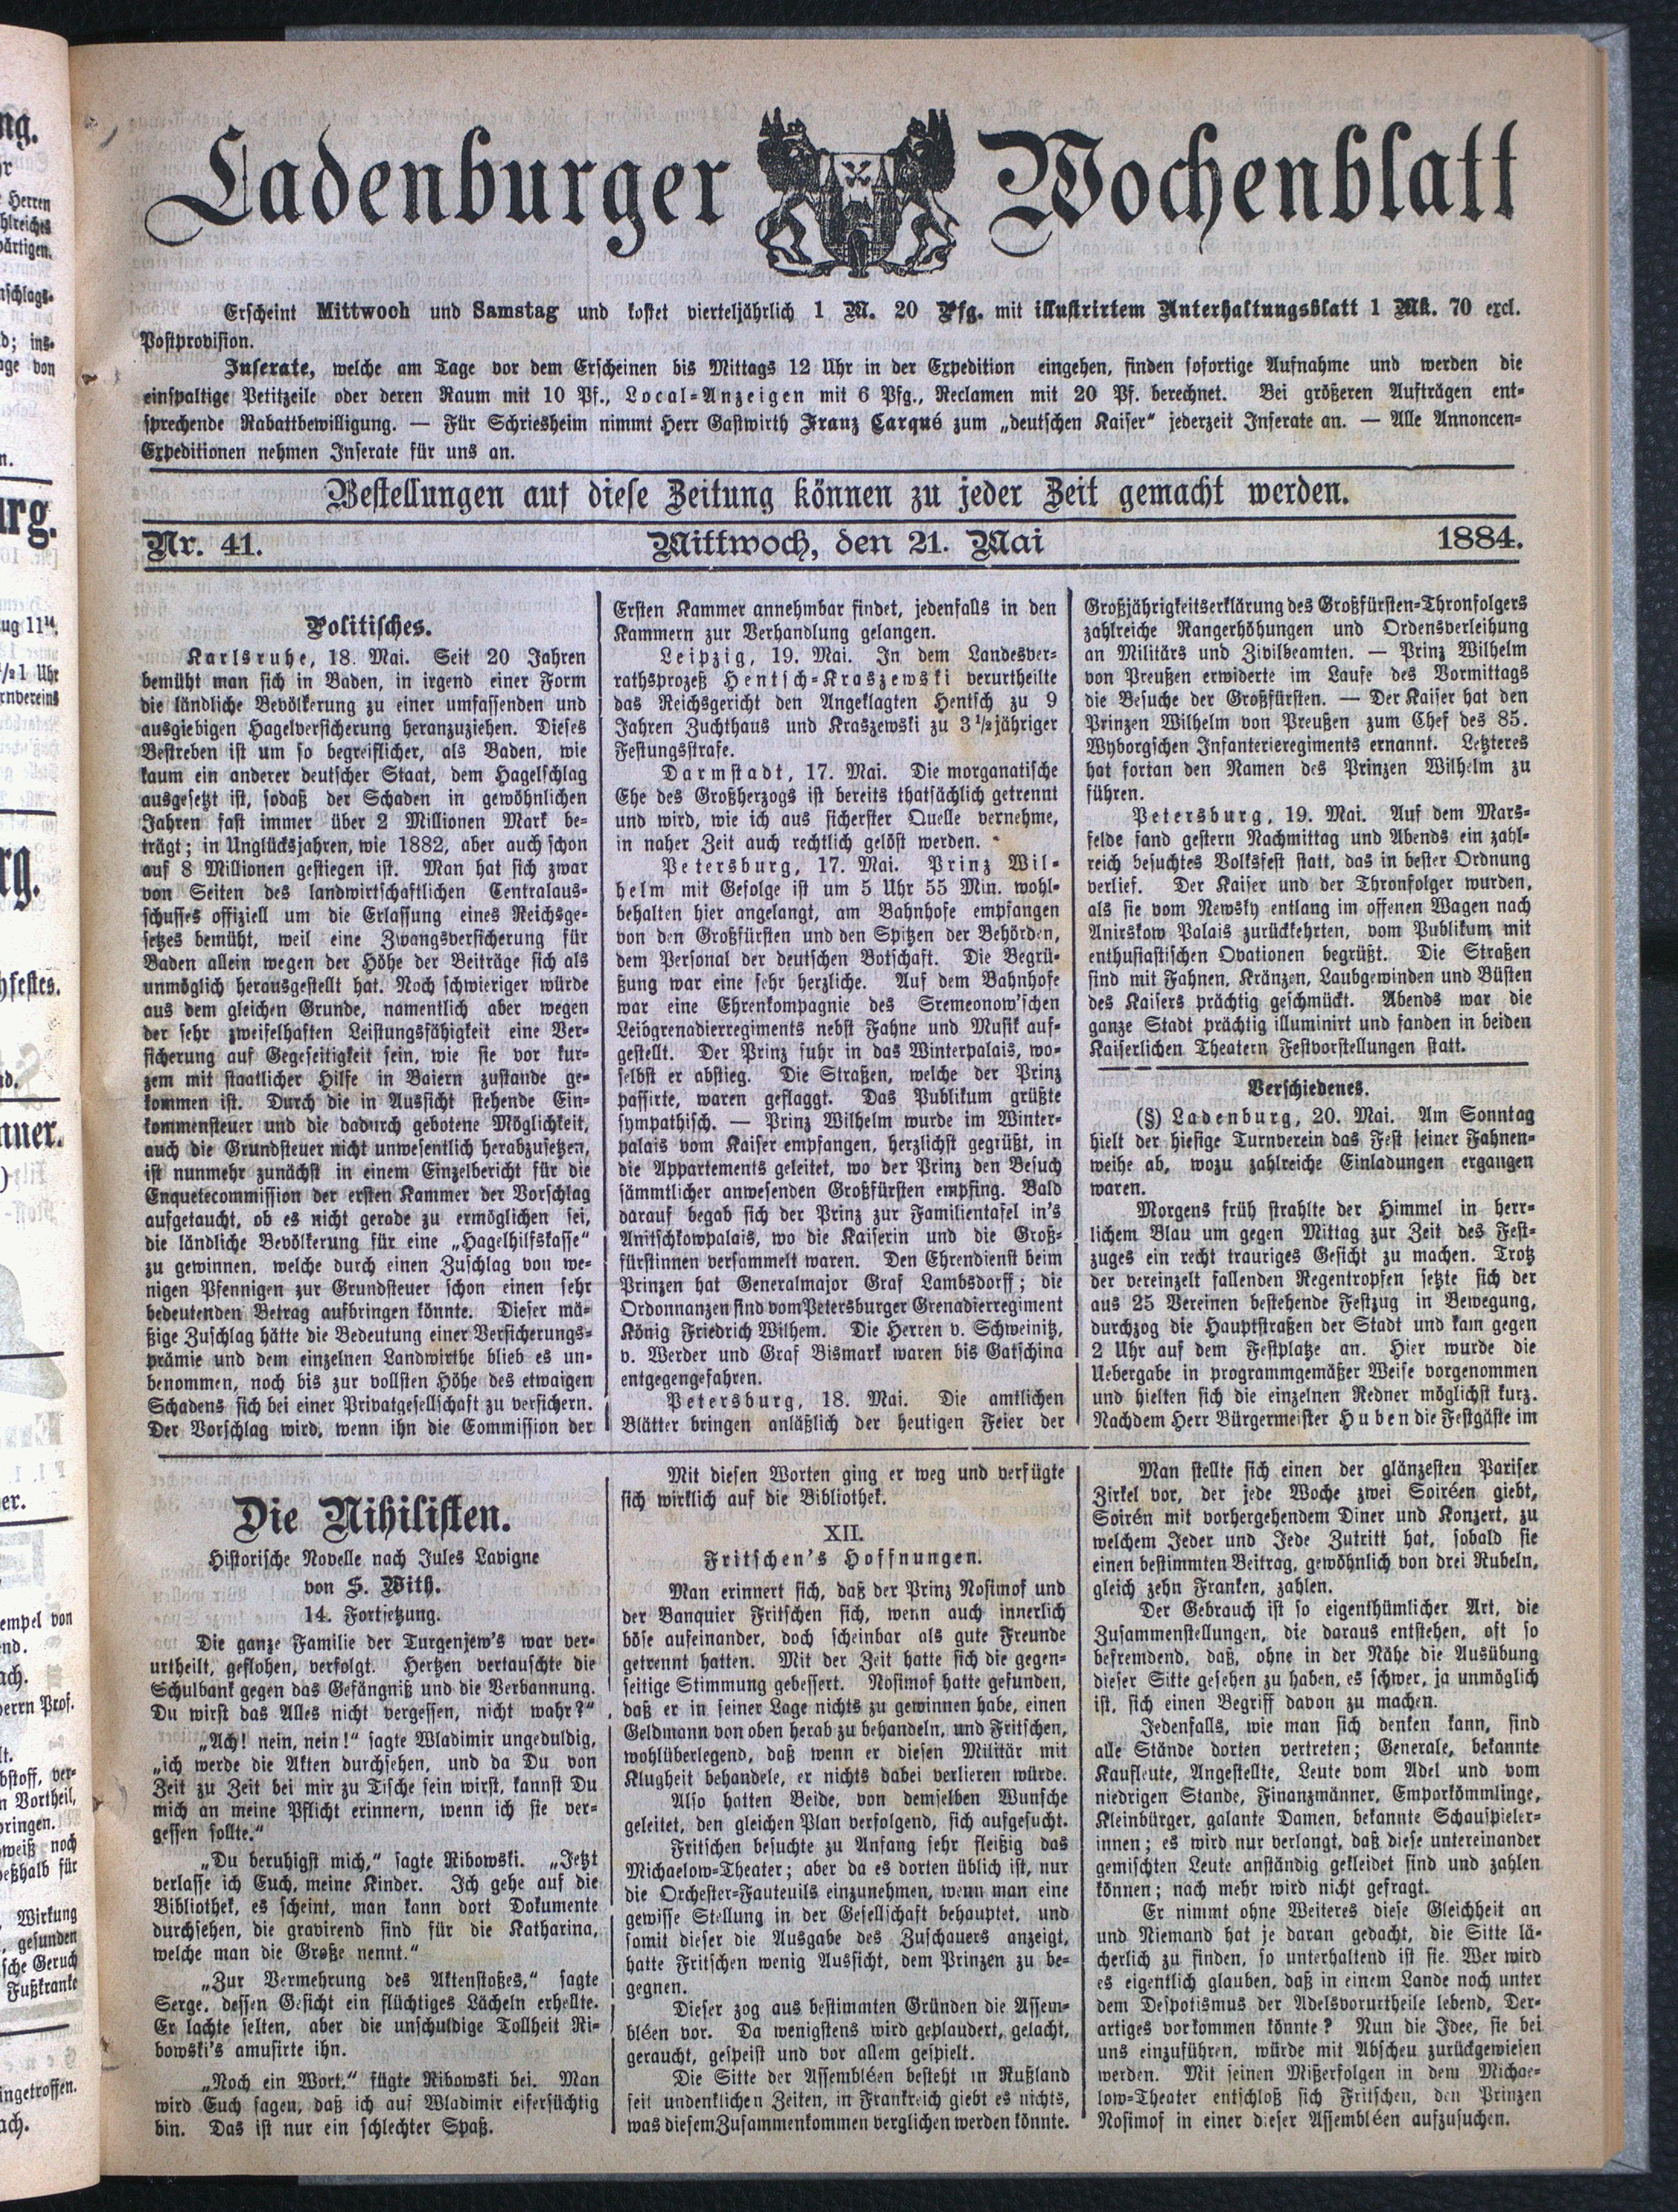 Ladenburger Wochenblatt
Erscheint Mittwoch und Samstag und kostet vierteljährlich 1 M. 20 Pfg. mit illustrirtem Unterhaltungsblatt 1 Mk. 70 excl.
Postprovision.
Inserate, welche am Tage vor dem Erscheinen bis Mittags 12 Uhr in der Expedition eingehen, finden sofortige Aufnahme und werden die
einspaltige Petitzeile oder deren Raum mit 10 Pf., Local-Anzeigen mit 6 Pfg., Reclamen mit 20 Pf. berechnet. Bei größeren Aufträgen ent-
sprechende Rabattbewilligung. — Für Schriesheim nimmt Herr Gastwirth Franz Carqué zum „deutschen Kaiser“ jederzeit Inserate an. — Alle Annoncen-
Expeditionen nehmen Inserate für uns an.
Bestellungen auf diese Zeitung können zu jeder Zeit gemacht werden.
Nr. 41. Mittwoch, den 21. Mai 1884.
Politisches.
Karlsruhe, 18. Mai. Seit 20 Jahren
bemüht man sich in Baden, in irgend einer Form
die ländliche Bevölkerung zu einer umfassenden und
ausgiebigen Hagelversicherung heranzuziehen. Dieses
Bestreben ist um so begreiflicher, als Baden, wie
kaum ein anderer deutscher Staat, dem Hagelschlag
ausgesetzt ist, sodaß der Schaden in gewöhnlichen
Jahren fast immer über 2 Millionen Mark be-
trägt; in Unglücksjahren, wie 1882, aber auch schon
auf 8 Millionen gestiegen ist. Man hat sich zwar
von Seiten des landwirtschaftlichen Centralaus-
schusses offiziell um die Erlassung eines Reichsge-
setzes bemüht, weil eine Zwangsversicherung für
Baden allein wegen der Höhe der Beiträge sich als
unmöglich herausgestellt hat. Noch schwieriger würde
aus dem gleichen Grunde, namentlich aber wegen
der sehr zweifelhaften Leistungsfähigkeit eine Ver-
sicherung auf Gegeseitigkeit sein, wie sie vor kur-
zem mit staatlicher Hilfe in Baiern zustande ge-
kommen ist. Durch die in Aussicht stehende Ein-
kommensteuer und die dadurch gebotene Möglichkeit,
auch die Grundsteuer nicht unwesentlich herabzusetzen,
ist nunmehr zunächst in einem Einzelbericht für die
Enquetecommission der ersten Kammer der Vorschlag
aufgetaucht, ob es nicht gerade zu ermöglichen sei,
die ländliche Bevölkerung für eine „Hagelhilfskasse“
zu gewinnen, welche durch einen Zuschlag von we-
nigen Pfennigen zur Grundsteuer schon einen sehr
bedeutenden Betrag aufbringen könnte. Dieser mä-
ßige Zuschlag hätte die Bedeutung einer Versicherungs-
prämie und dem einzelnen Landwirthe blieb es un-
benommen, noch bis zur vollsten Höhe des etwaigen
Schadens sich bei einer Privatgesellschaft zu versichern.
Der Vorschlag wird, wenn ihn die Commission der
Ersten Kammer annehmbar findet, jedenfalls in den
Kammern zur Verhandlung gelangen.
Leipzig, 19. Mai. In dem Landesver-
rathsprozeß Hentsch-Kraszewski verurtheilte
das Reichsgericht den Angeklagten Hentsch zu 9
Jahren Zuchthaus und Kraszewski zu 3½jähriger
Festungsstrafe.
Darmstadt, 17. Mai. Die morganatische
Ehe des Großherzogs ist bereits thatsächlich getrennt
und wird, wie ich aus sicherster Quelle vernehme,
in naher Zeit auch rechtlich gelöst werden.
Petersburg, 17. Mai. Prinz Wil-
helm mit Gefolge ist um 5 Uhr 55 Min. wohl-
behalten hier angelangt, am Bahnhofe empfangen
von den Großfürsten und den Spitzen der Behörden,
dem Personal der deutschen Botschaft. Die Begrü-
ßung war eine sehr herzliche. Auf dem Bahnhofe
war eine Ehrenkompagnie des Sremeonow'schen
Leibgrenadierregiments nebst Fahne und Musik auf-
gestellt. Der Prinz fuhr in das Winterpalais, wo-
selbst er abstieg. Die Straßen, welche der Prinz
passirte, waren geflaggt. Das Publikum grüßte
sympathisch. — Prinz Wilhelm wurde im Winter-
palais vom Kaiser empfangen, herzlichst gegrüßt, in
die Appartements geleitet, wo der Prinz den Besuch
sämmtlicher anwesenden Großfürsten empfing. Bald
darauf begab sich der Prinz zur Familientafel in's
Anitschkowpalais, wo die Kaiserin und die Groß-
fürstinnen versammelt waren. Den Ehrendienst beim
Prinzen hat Generalmajor Graf Lambsdorff; die
Ordonnanzen sind vom Petersburger Grenadierregiment
König Friedrich Wilhem. Die Herren v. Schweinitz,
v. Werder und Graf Bismark waren bis Gatschina
entgegengefahren.
Petersburg, 18. Mai. Die amtlichen
Blätter bringen anläßlich der heutigen Feier der
Großjährigkeitserklärung des Großfürsten-Thronfolgers
zahlreiche Rangerhöhungen und Ordensverleihung
an Militärs und Zivilbeamten. — Prinz Wilhelm
von Preußen erwiderte im Laufe des Vormittags
die Besuche der Großfürsten. — Der Kaiser hat den
Prinzen Wilhelm von Preußen zum Chef des 85.
Wyborgschen Infanterieregiments ernannt. Letzteres
hat fortan den Namen des Prinzen Wilhelm zu
führen.
Petersburg, 19. Mai. Auf dem Mars-
felde fand gestern Nachmittag und Abends ein zahl-
reich besuchtes Volksfest statt, das in bester Ordnung
verlief. Der Kaiser und der Thronfolger wurden,
als sie vom Newsky entlang im offenen Wagen nach
Anirskow Palais zurückkehrten, vom Publikum mit
enthusiastischen Ovationen begrüßt. Die Straßen
sind mit Fahnen, Kränzen, Laubgewinden und Büsten
des Kaisers prächtig geschmückt. Abends war die
ganze Stadt prächtig illuminirt und fanden in beiden
Kaiserlichen Theatern Festvorstellungen statt.
Verschiedenes.
(§) Ladenburg, 20. Mai. Am Sonntag
hielt der hiesige Turnverein das Fest seiner Fahnen-
weihe ab, wozu zahlreiche Einladungen ergangen
waren.
Morgens früh strahlte der Himmel in herr-
lichem Blau um gegen Mittag zur Zeit des Fest-
zuges ein recht trauriges Gesicht zu machen. Trotz
der vereinzelt fallenden Regentropfen setzte sich der
aus 25 Vereinen bestehende Festzug in Bewegung,
durchzog die Hauptstraßen der Stadt und kam gegen
2 Uhr auf dem Festplatze an. Hier wurde die
Uebergabe in programmgemäßer Weise vorgenommen
und hielten sich die einzelnen Redner möglichst kurz.
Nachdem Herr Bürgermeister Huben die Festgäste im
Die Nihilisten.
Historische Novelle nach Jules Lavigne
von S. With.
14. Fortsetzung.
Die ganze Familie der Turgenjew's war ver-
urtheilt, geflohen, verfolgt. Hertzen vertauschte die
Schulbank gegen das Gefängniß und die Verbannung.
Du wirst das Alles nicht vergessen, nicht wahr?“
„Ach! nein, nein!“ sagte Wladimir ungeduldig,
„ich werde die Akten durchsehen, und da Du von
Zeit zu Zeit bei mir zu Tische sein wirst, kannst Du
mich an meine Pflicht erinnern, wenn ich sie ver-
gessen sollte.“
„Du beruhigst mich,“ sagte Ribowski. „Jetzt
verlasse ich Euch, meine Kinder. Ich gehe auf die
Bibliothek, es scheint, man kann dort Dokumente
durchsehen, die gravirend sind für die Katharina,
welche man die Große nennt.“
„Zur Vermehrung des Aktenstoßes,“ sagte
Serge, dessen Gesicht ein flüchtiges Lächeln erhellte.
Er lachte selten, aber die unschuldige Tollheit Ri-
bowski's amusirte ihn.
„Noch ein Wort,“ fügte Ribowski bei. Man
wird Euch sagen, daß ich auf Wladimir eifersüchtig
bin. Das ist nur ein schlechter Spaß.
Mit diesen Worten ging er weg und verfügte
sich wirklich auf die Bibliothek.
XII.
Fritschen's Hoffnungen.
Man erinnert sich, daß der Prinz Nosimof und
der Banquier Fritschen sich, wenn auch innerlich
böse aufeinander, doch scheinbar als gute Freunde
getrennt hatten. Mit der Zeit hatte sich die gegen-
seitige Stimmung gebessert. Nosimof hatte gefunden,
daß er in seiner Lage nichts zu gewinnen habe, einen
Geldmann von oben herab zu behandeln, und Fritschen,
wohlüberlegend, daß wenn er diesen Militär mit
Klugheit behandele, er nichts dabei verlieren würde.
Also hatten Beide, von demselben Wunsche
geleitet, den gleichen Plan verfolgend, sich aufgesucht.
Fritschen besuchte zu Anfang sehr fleißig das
Michaelow-Theater; aber da es dorten üblich ist, nur
die Orchester-Fauteuils einzunehmen, wenn man eine
gewisse Stellung in der Gesellschaft behauptet, und
somit dieser die Ausgabe des Zuschauers anzeigt,
hatte Fritschen wenig Aussicht, dem Prinzen zu be-
gegnen.
Dieser zog aus bestimmten Gründen die Assem-
bléen vor. Da wenigstens wird geplaudert, gelacht,
geraucht, gespeist und vor allem gespielt.
Die Sitte der Assembléen besteht in Rußland
seit undenklichen Zeiten, in Frankreich giebt es nichts,
was diesem Zusammenkommen verglichen werden könnte.
Man stellte sich einen der glänzesten Pariser
Zirkel vor, der jede Woche zwei Soiréen giebt,
Soirén mit vorhergehendem Diner und Konzert, zu
welchem Jeder und Jede Zutritt hat, sobald sie
einen bestimmten Beitrag, gewöhnlich von drei Rubeln,
gleich zehn Franken, zahlen.
Der Gebrauch ist so eigenthümlicher Art, die
Zusammenstellungen, die daraus entstehen, oft so
befremdend, daß, ohne in der Nähe die Ausübung
dieser Sitte gesehen zu haben, es schwer, ja unmöglich
ist, sich einen Begriff davon zu machen.
Jedenfalls, wie man sich denken kann, sind
alle Stände dorten vertreten; Generale, bekannte
Kaufleute, Angestellte, Leute vom Adel und vom
niedrigen Stande, Finanzmänner, Emporkömmlinge,
Kleinbürger, galante Damen, bekannte Schauspieler-
innen; es wird nur verlangt, daß diese untereinander
gemischten Leute anständig gekleidet sind und zahlen
können; nach mehr wird nicht gefragt.
Er nimmt ohne Weiteres diese Gleichheit an
und Niemand hat je daran gedacht, die Sitte lä-
cherlich zu finden, so unterhaltend ist sie. Wer wird
es eigentlich glauben, daß in einem Lande noch unter
dem Despotismus der Adelsvorurtheile lebend, Der-
artiges vorkommen könnte? Nun die Idee, sie bei
uns einzuführen, würde mit Abscheu zurückgewiesen
werden. Mit seinen Mißerfolgen in dem Michae-
low-Theater entschloß sich Fritschen, den Prinzen
Nosimof in einer dieser Assembléen aufzusuchen.